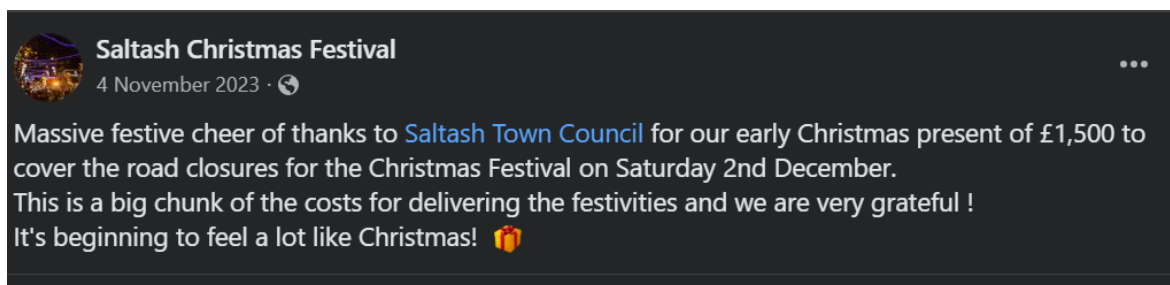 Saltash Christmas Festival
4 November 2023 ·
Massive festive cheer of thanks to Saltash Town Council for our early Christmas present of £1,500 to
cover the road closures for the Christmas Festival on Saturday 2nd December.
This is a big chunk of the costs for delivering the festivities and we are very grateful !
It's beginning to feel a lot like Christmas! 🎁